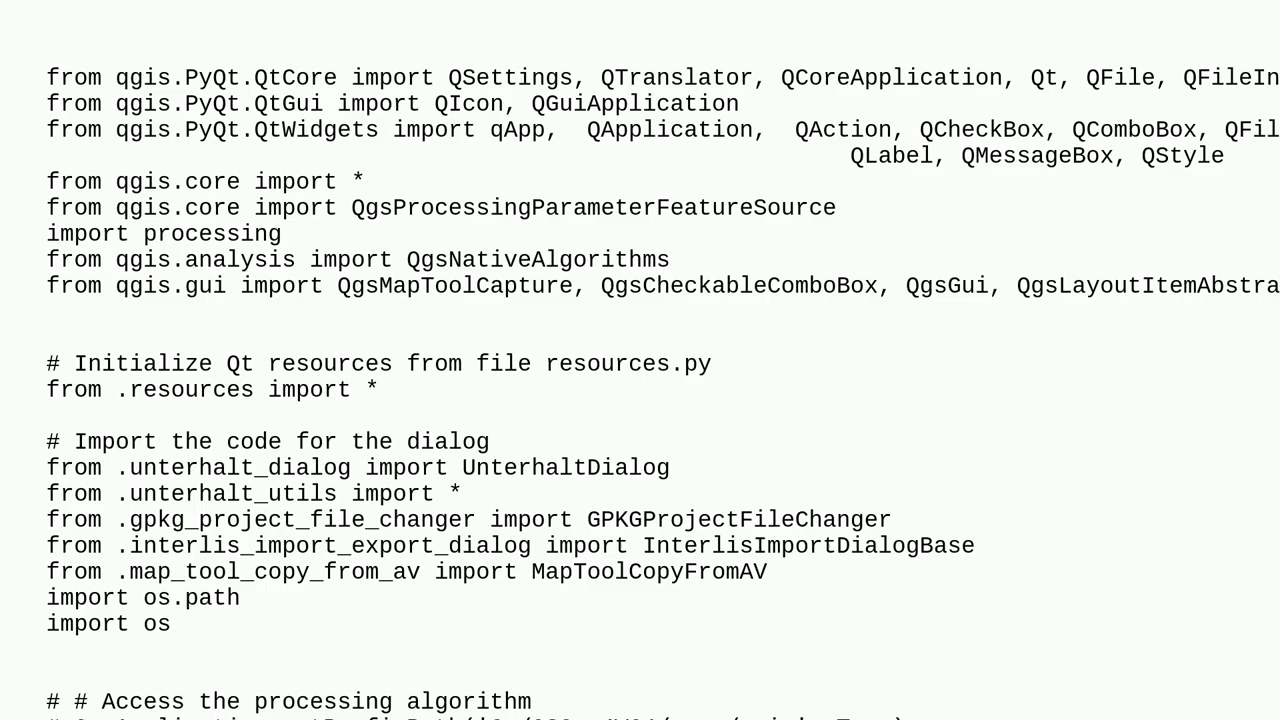 from qgis.PyQt.QtCore import QSettings, QTranslator, QCoreApplication, Qt, QFile, QFileIn
from qgis.PyQt.QtGui import QIcon, QGuiApplication
from qgis.PyQt.QtWidgets import qApp,  QApplication,  QAction, QCheckBox, QComboBox, QFil
QLabel, QMessageBox, QStyle
from qgis.core import *
from qgis.core import QgsProcessingParameterFeatureSource
import processing
from qgis.analysis import QgsNativeAlgorithms
from qgis.gui import QgsMapToolCapture, QgsCheckableComboBox, QgsGui, QgsLayoutItemAbstra
# Initialize Qt resources from file resources.py
from .resources import *
# Import the code for the dialog
from .unterhalt_dialog import UnterhaltDialog
from .unterhalt_utils import *
from .gpkg_project_file_changer import GPKGProjectFileChanger
from .interlis_import_export_dialog import InterlisImportDialogBase
from .map_tool_copy_from_av import MapToolCopyFromAV
import os.path
import os
# # Access the processing algorithm